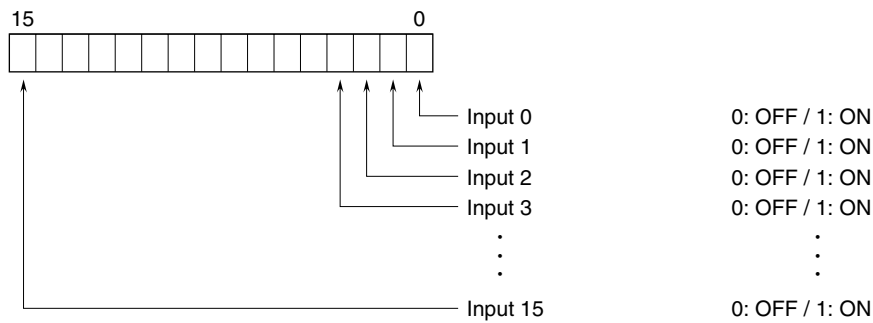 15 0
Input 0 0: OFF / 1: ON
Input 1 0: OFF / 1: ON
Input 2 0: OFF / 1: ON
Input 3 0: OFF / 1: ON
Input 15 0: OFF / 1: ON